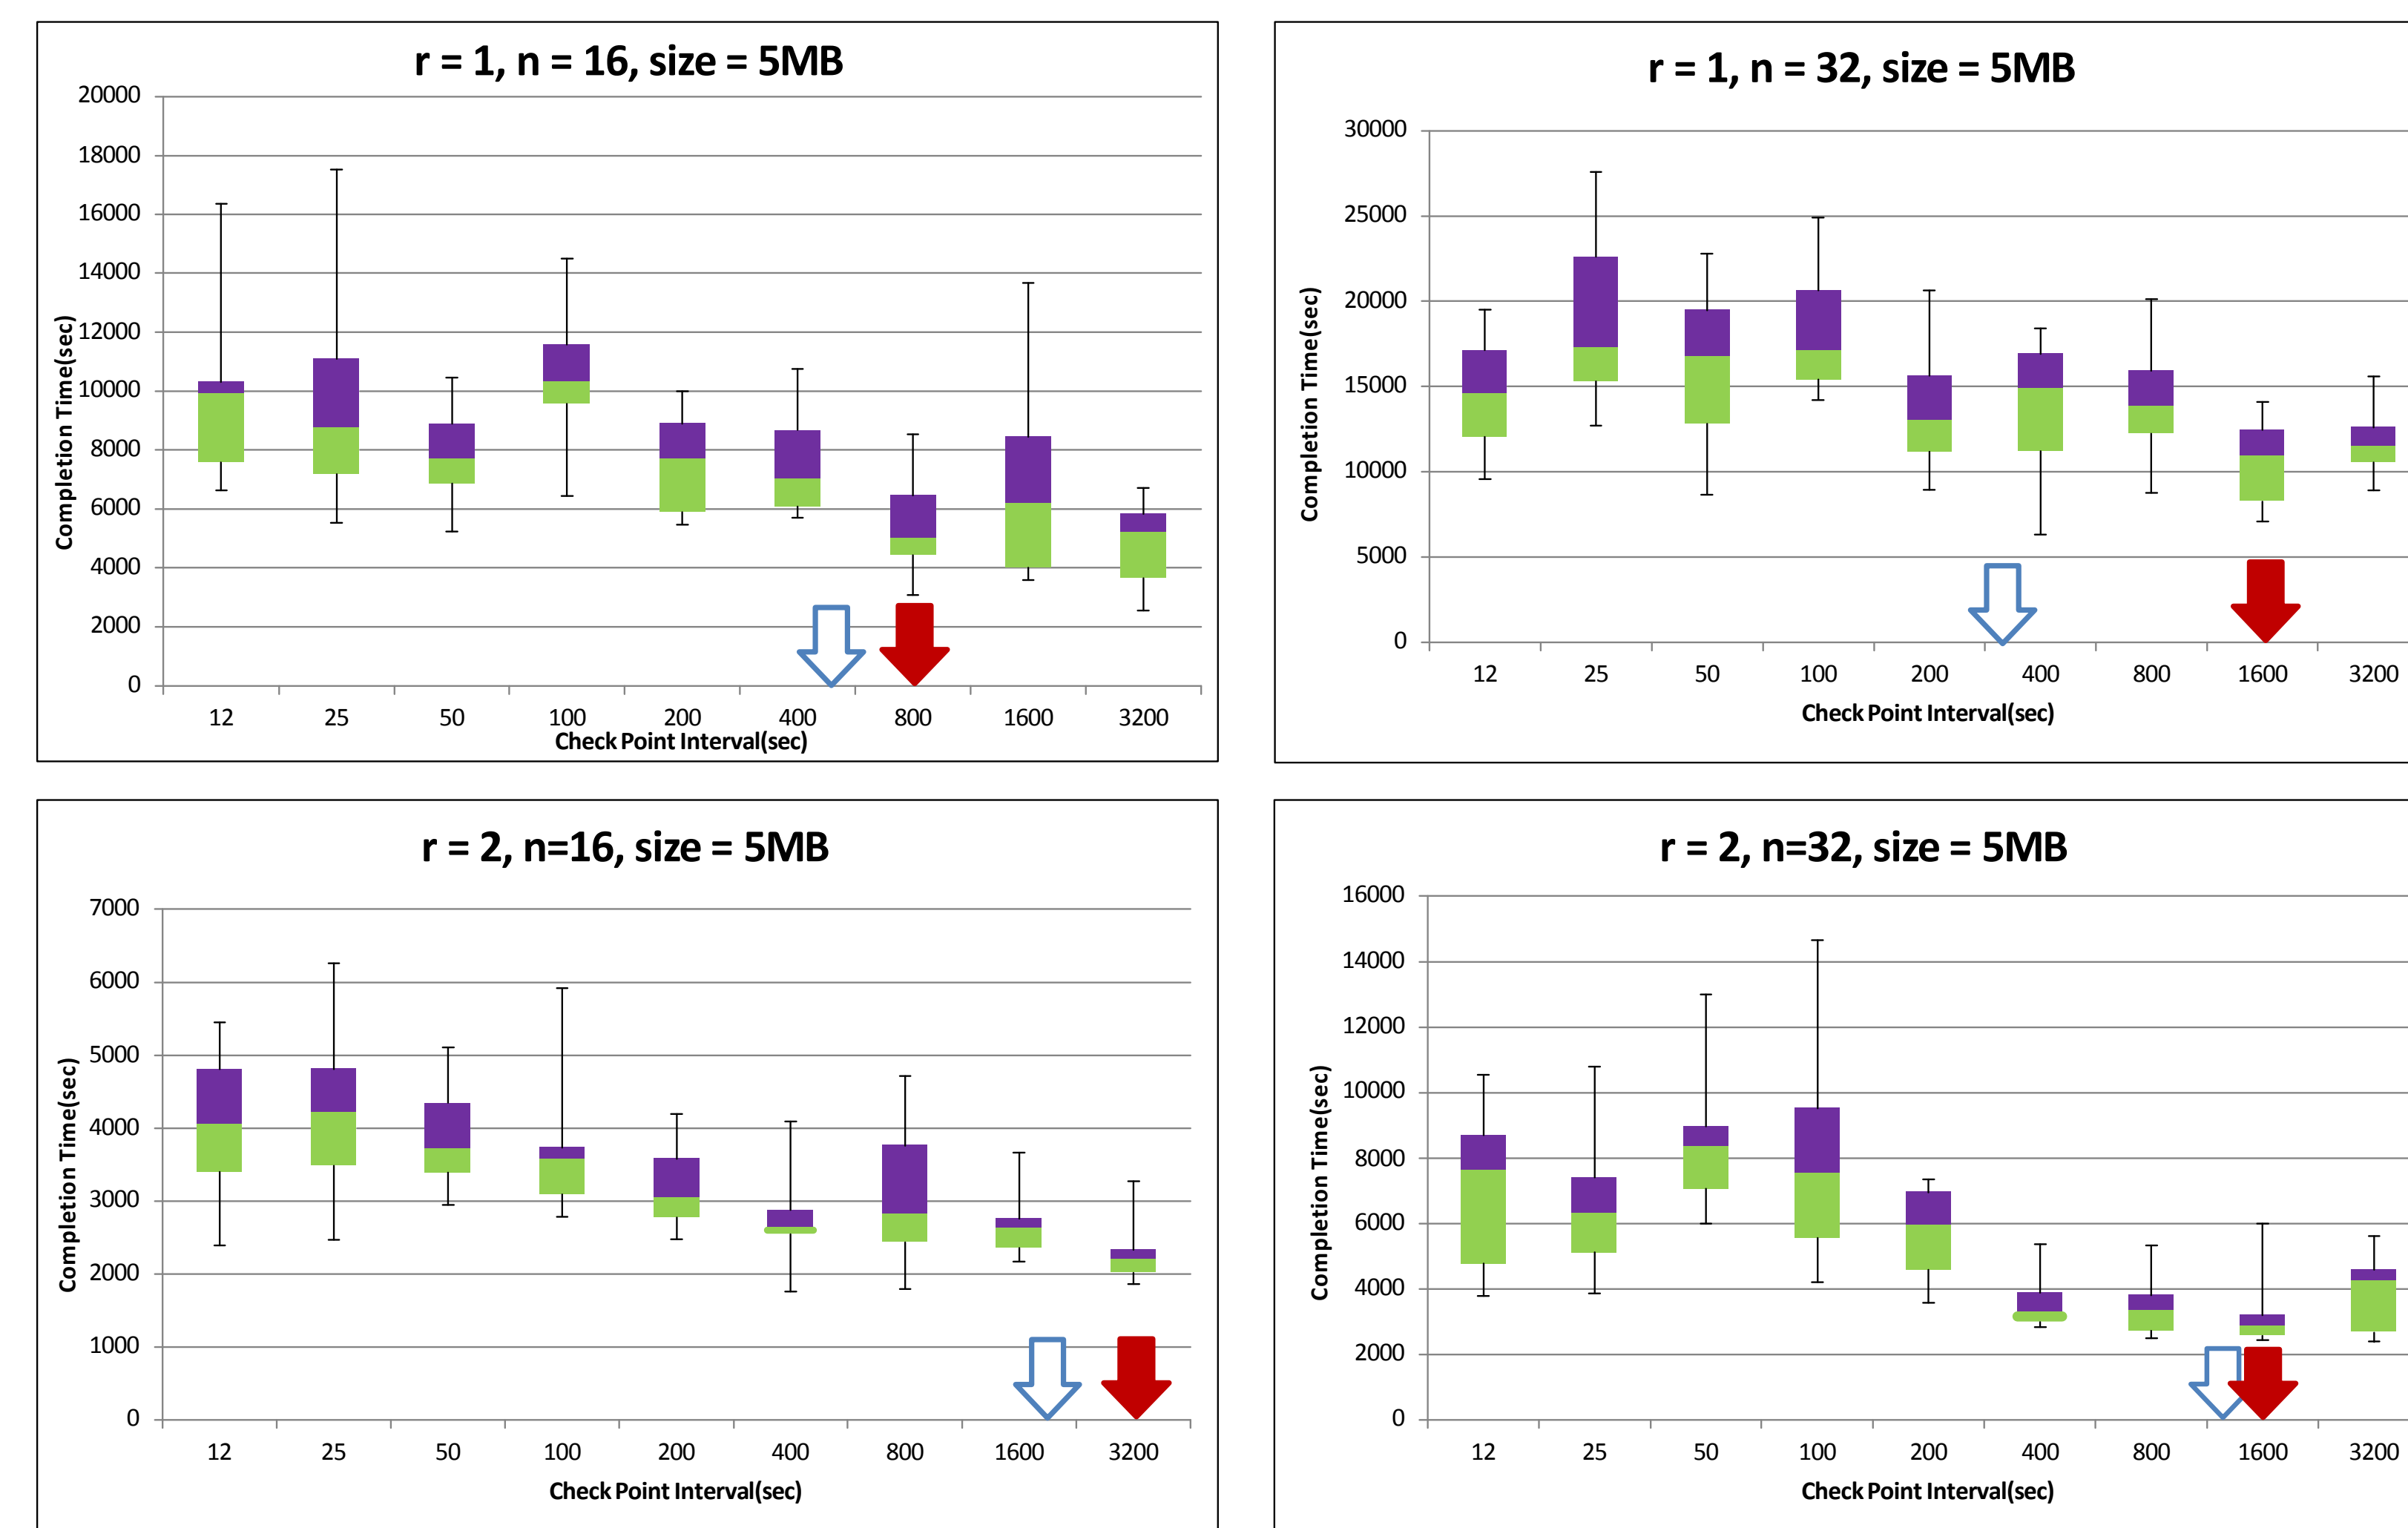 r = 1, n = 16, size = 5MB
20000
18000
16000
14000
12000
10000
8000
6000
4000
2000
0
Completion Time(sec)
12 25 50 100 200 400 800 1600 3200
Check Point Interval(sec)
r = 1, n = 32, size = 5MB
30000
25000
20000
15000
10000
5000
0
Completion Time(sec)
12 25 50 100 200 400 800 1600 3200
Check Point Interval(sec)
r = 2, n=16, size = 5MB
7000
6000
5000
4000
3000
2000
1000
0
Completion Time(sec)
12 25 50 100 200 400 800 1600 3200
Check Point Interval(sec)
r = 2, n=32, size = 5MB
16000
14000
12000
10000
8000
6000
4000
2000
0
Completion Time(sec)
12 25 50 100 200 400 800 1600 3200
Check Point Interval(sec)